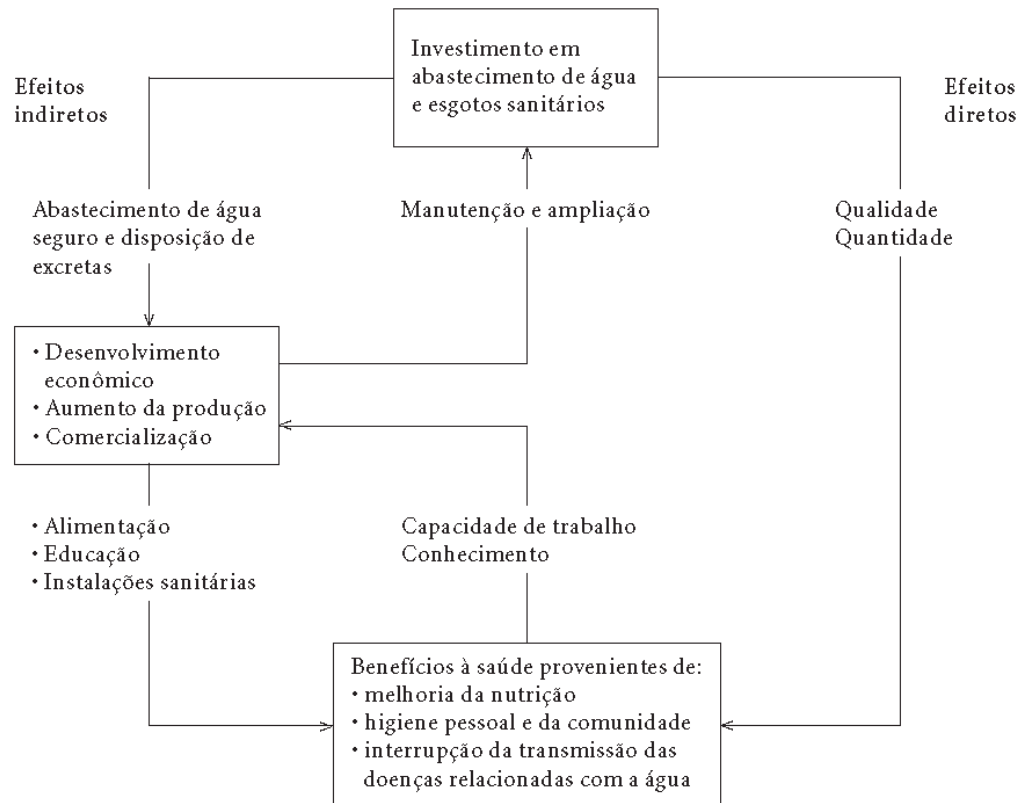 Investimento em
abastecimento de água
e esgotos sanitários
Efeitos
indiretos
Efeitos
diretos
Abastecimento de água
seguro e disposição de
excretas
Manutenção e ampliação
Qualidade
Quantidade
• Desenvolvimento
econômico
• Aumento da produção
• Comercialização
• Alimentação
• Educação
• Instalações sanitárias
Capacidade de trabalho
Conhecimento
Benefícios à saúde provenientes de:
• melhoria da nutrição
• higiene pessoal e da comunidade
• interrupção da transmissão das
doenças relacionadas com a água